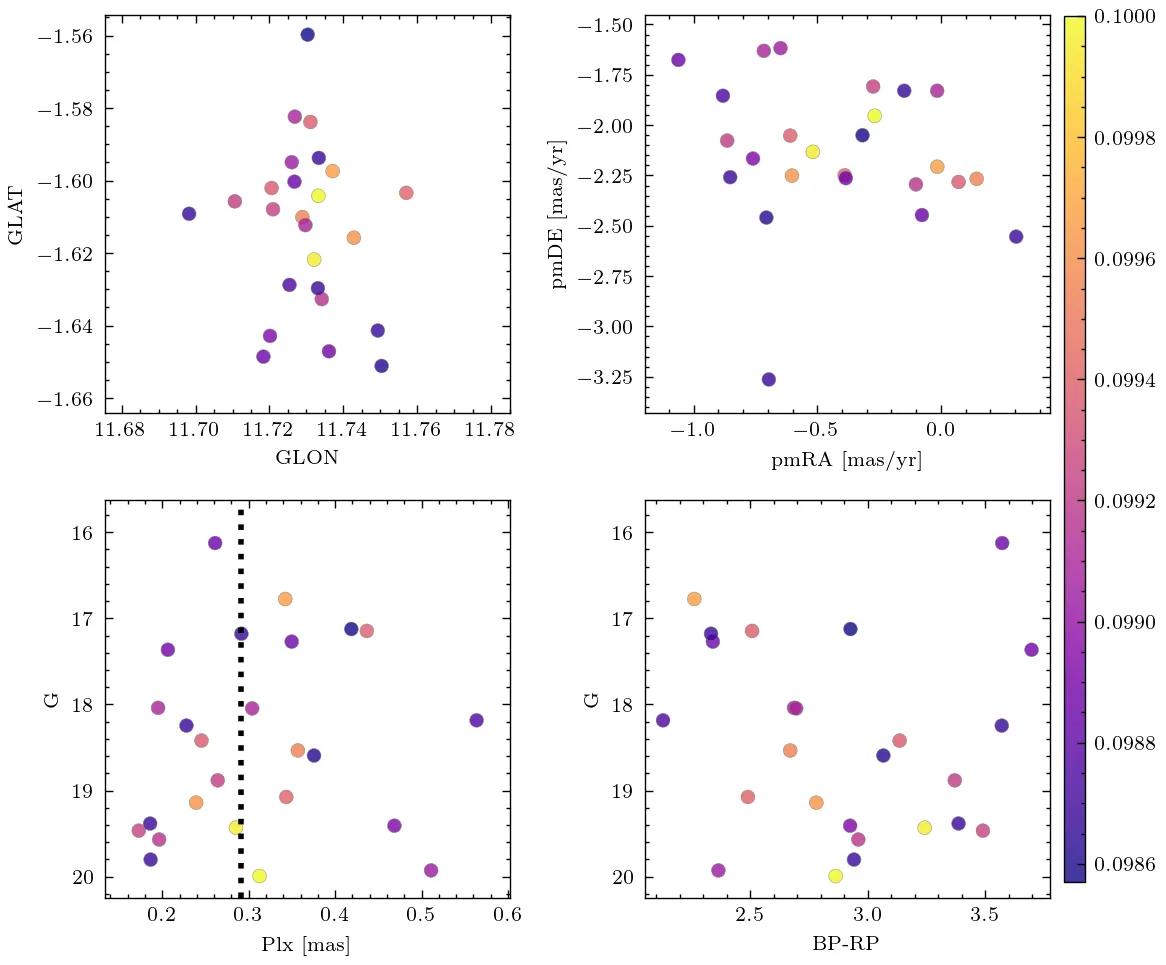 −1.56
−1.58
−1.60
−1.62
−1.64
−1.66
GLAT
11.68 11.70 11.72 11.74 11.76 11.78
GLON
−1.50
−1.75
−2.00
−2.25
−2.50
−2.75
−3.00
−3.25
pmDE [mas/yr]
−1.0 −0.5 0.0
pmRA [mas/yr]
16
17
18
19
20
G
0.2 0.3 0.4 0.5 0.6
Plx [mas]
16
17
18
19
20
G
2.5 3.0 3.5
BP-RP
0.1000
0.0998
0.0996
0.0994
0.0992
0.0990
0.0988
0.0986